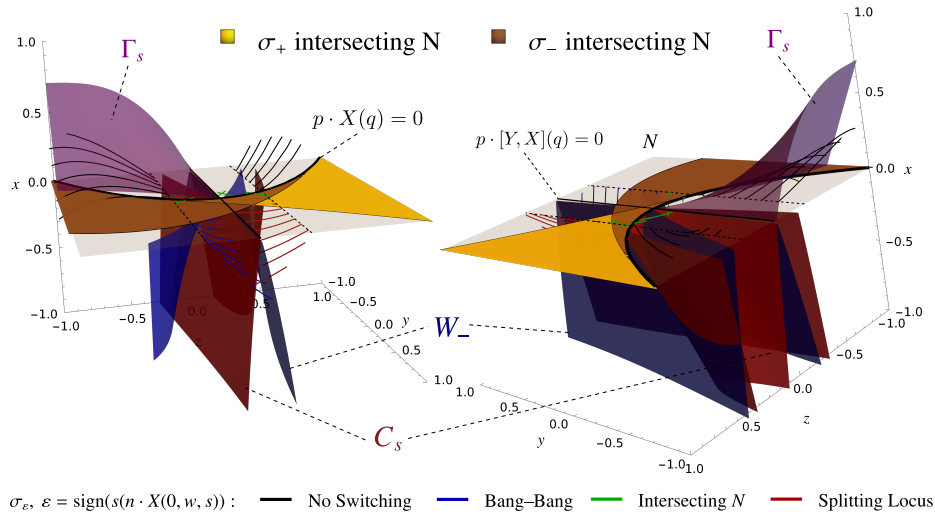 σ₊ intersecting N
σ₋ intersecting N
Γₛ
Γₛ
p · X(q) = 0
p · [Y, X](q) = 0
N
1.0
0.5
x
0.0
−0.5
−1.0
−1.0
−0.5
0.5
1.0
−1.0
−0.5
0.0
y
0.5
1.0
1.0
0.5
0.0
x
−0.5
−1.0
1.0
0.5
0.0
y
−0.5
−1.0
1.0
0.5
0.0
z
−0.5
−1.0
W₋
Cₛ
σ_ε, ε = sign(s(n · X(0, w, s)) :
No Switching
Bang–Bang
Intersecting N
Splitting Locus